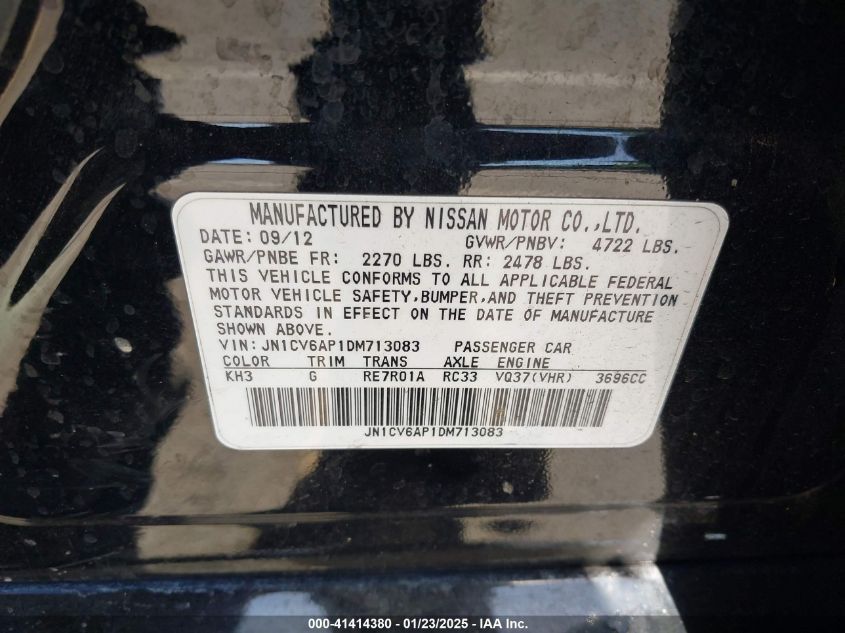 MANUFACTURED BY NISSAN MOTOR CO.,LTD.
DATE: 09/12 GVWR/PNBV: 4722 LBS.
GAWR/PNBE FR: 2270 LBS. RR: 2478 LBS.
THIS VEHICLE CONFORMS TO ALL APPLICABLE FEDERAL
MOTOR VEHICLE SAFETY,BUMPER,AND THEFT PREVENTION
STANDARDS IN EFFECT ON THE DATE OF MANUFACTURE
SHOWN ABOVE.
VIN:JN1CV6AP1DM713083 PASSENGER CAR
COLOR TRIM TRANS AXLE ENGINE
KH3 G RE7R01A RC33 VQ37(VHR) 3696CC
JN1CV6AP1DM713083
000-41414380 - 01/23/2025 - IAA Inc.